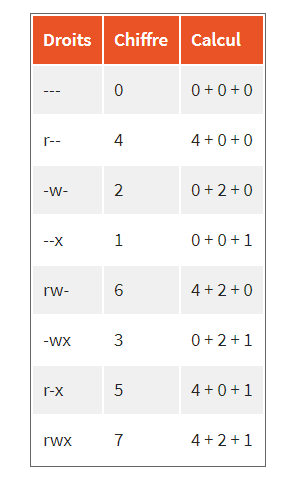 Droits Chiffre Calcul
--- 0 0 + 0 + 0
r-- 4 4 + 0 + 0
-w- 2 0 + 2 + 0
--x 1 0 + 0 + 1
rw- 6 4 + 2 + 0
-wx 3 0 + 2 + 1
r-x 5 4 + 0 + 1
rwx 7 4 + 2 + 1